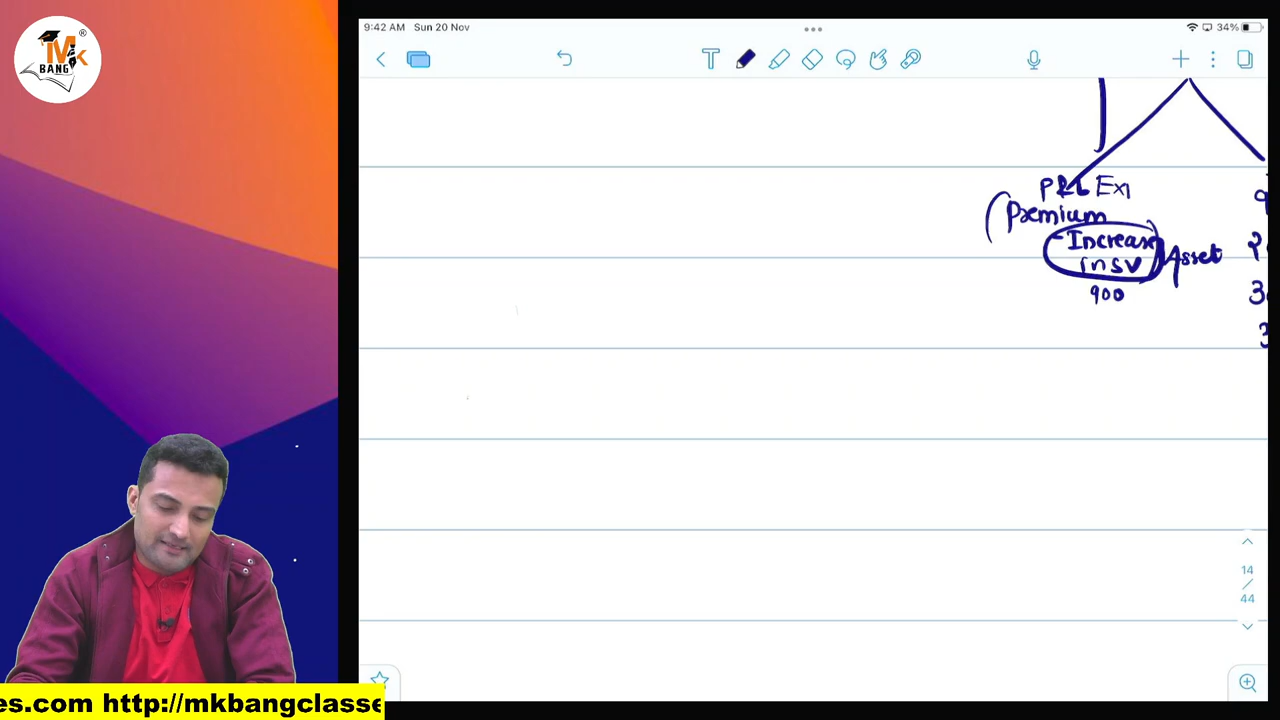 9:42 AM Sun 20 Nov
34%
MK
BANG
®
P&L Exp
(Premium
- Increase
in SV) Asset
900
14
/
44
es.com http://mkbangclasse